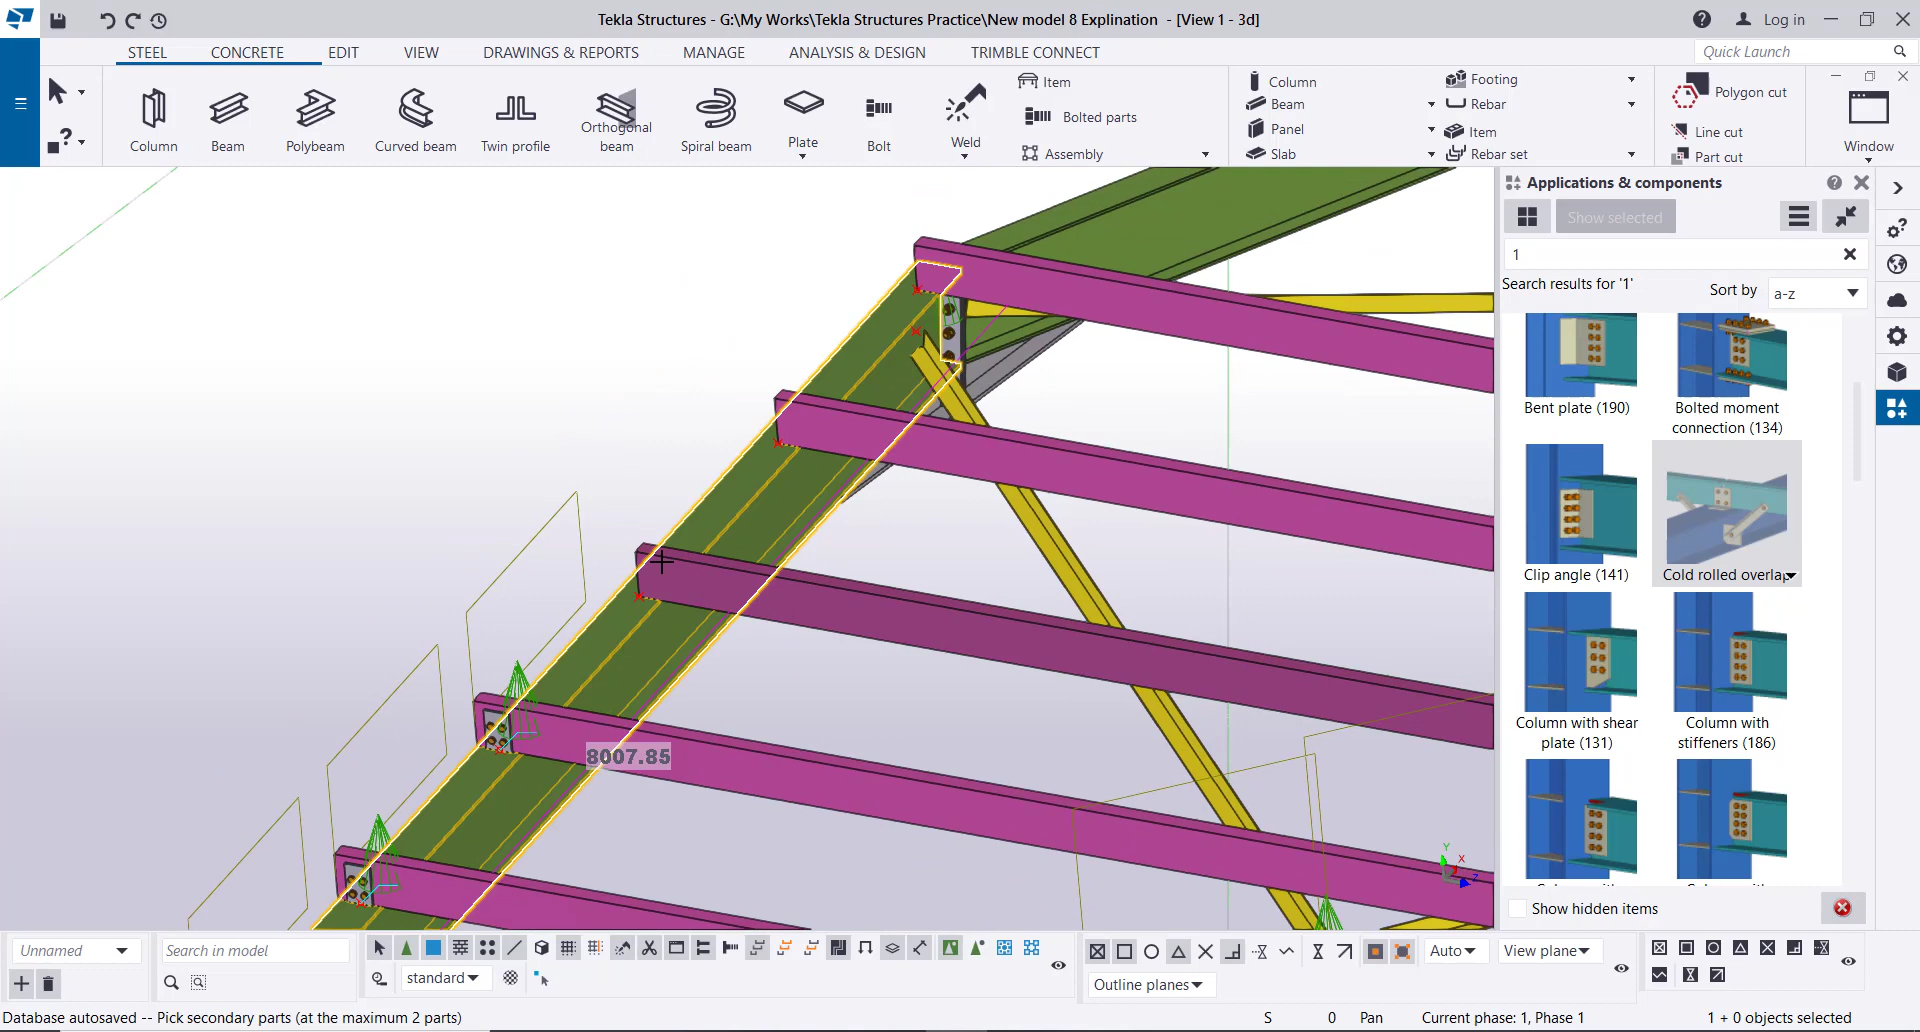 Tekla Structures - G:\My Works\Tekla Structures Practice\New model 8 Explination - [View 1 - 3d]
Log in
STEEL CONCRETE EDIT VIEW DRAWINGS & REPORTS MANAGE ANALYSIS & DESIGN TRIMBLE CONNECT
Quick Launch
Column
Beam
Polybeam
Curved beam
Twin profile
Orthogonal
beam
Spiral beam
Plate
Bolt
Weld
Item
Bolted parts
Assembly
Column
Beam
Panel
Slab
Footing
Rebar
Item
Rebar set
Polygon cut
Line cut
Part cut
Window
Applications & components
Show selected
1
Search results for '1'
Sort by
a-z
Bent plate (190)
Bolted moment
connection (134)
Clip angle (141)
Cold rolled overlap
Column with shear
plate (131)
Column with
stiffeners (186)
Show hidden items
8007.85
Y
X
Z
Unnamed
Search in model
standard
Auto
View plane
Outline planes
Database autosaved -- Pick secondary parts (at the maximum 2 parts)
S
0
Pan
Current phase: 1, Phase 1
1 + 0 objects selected